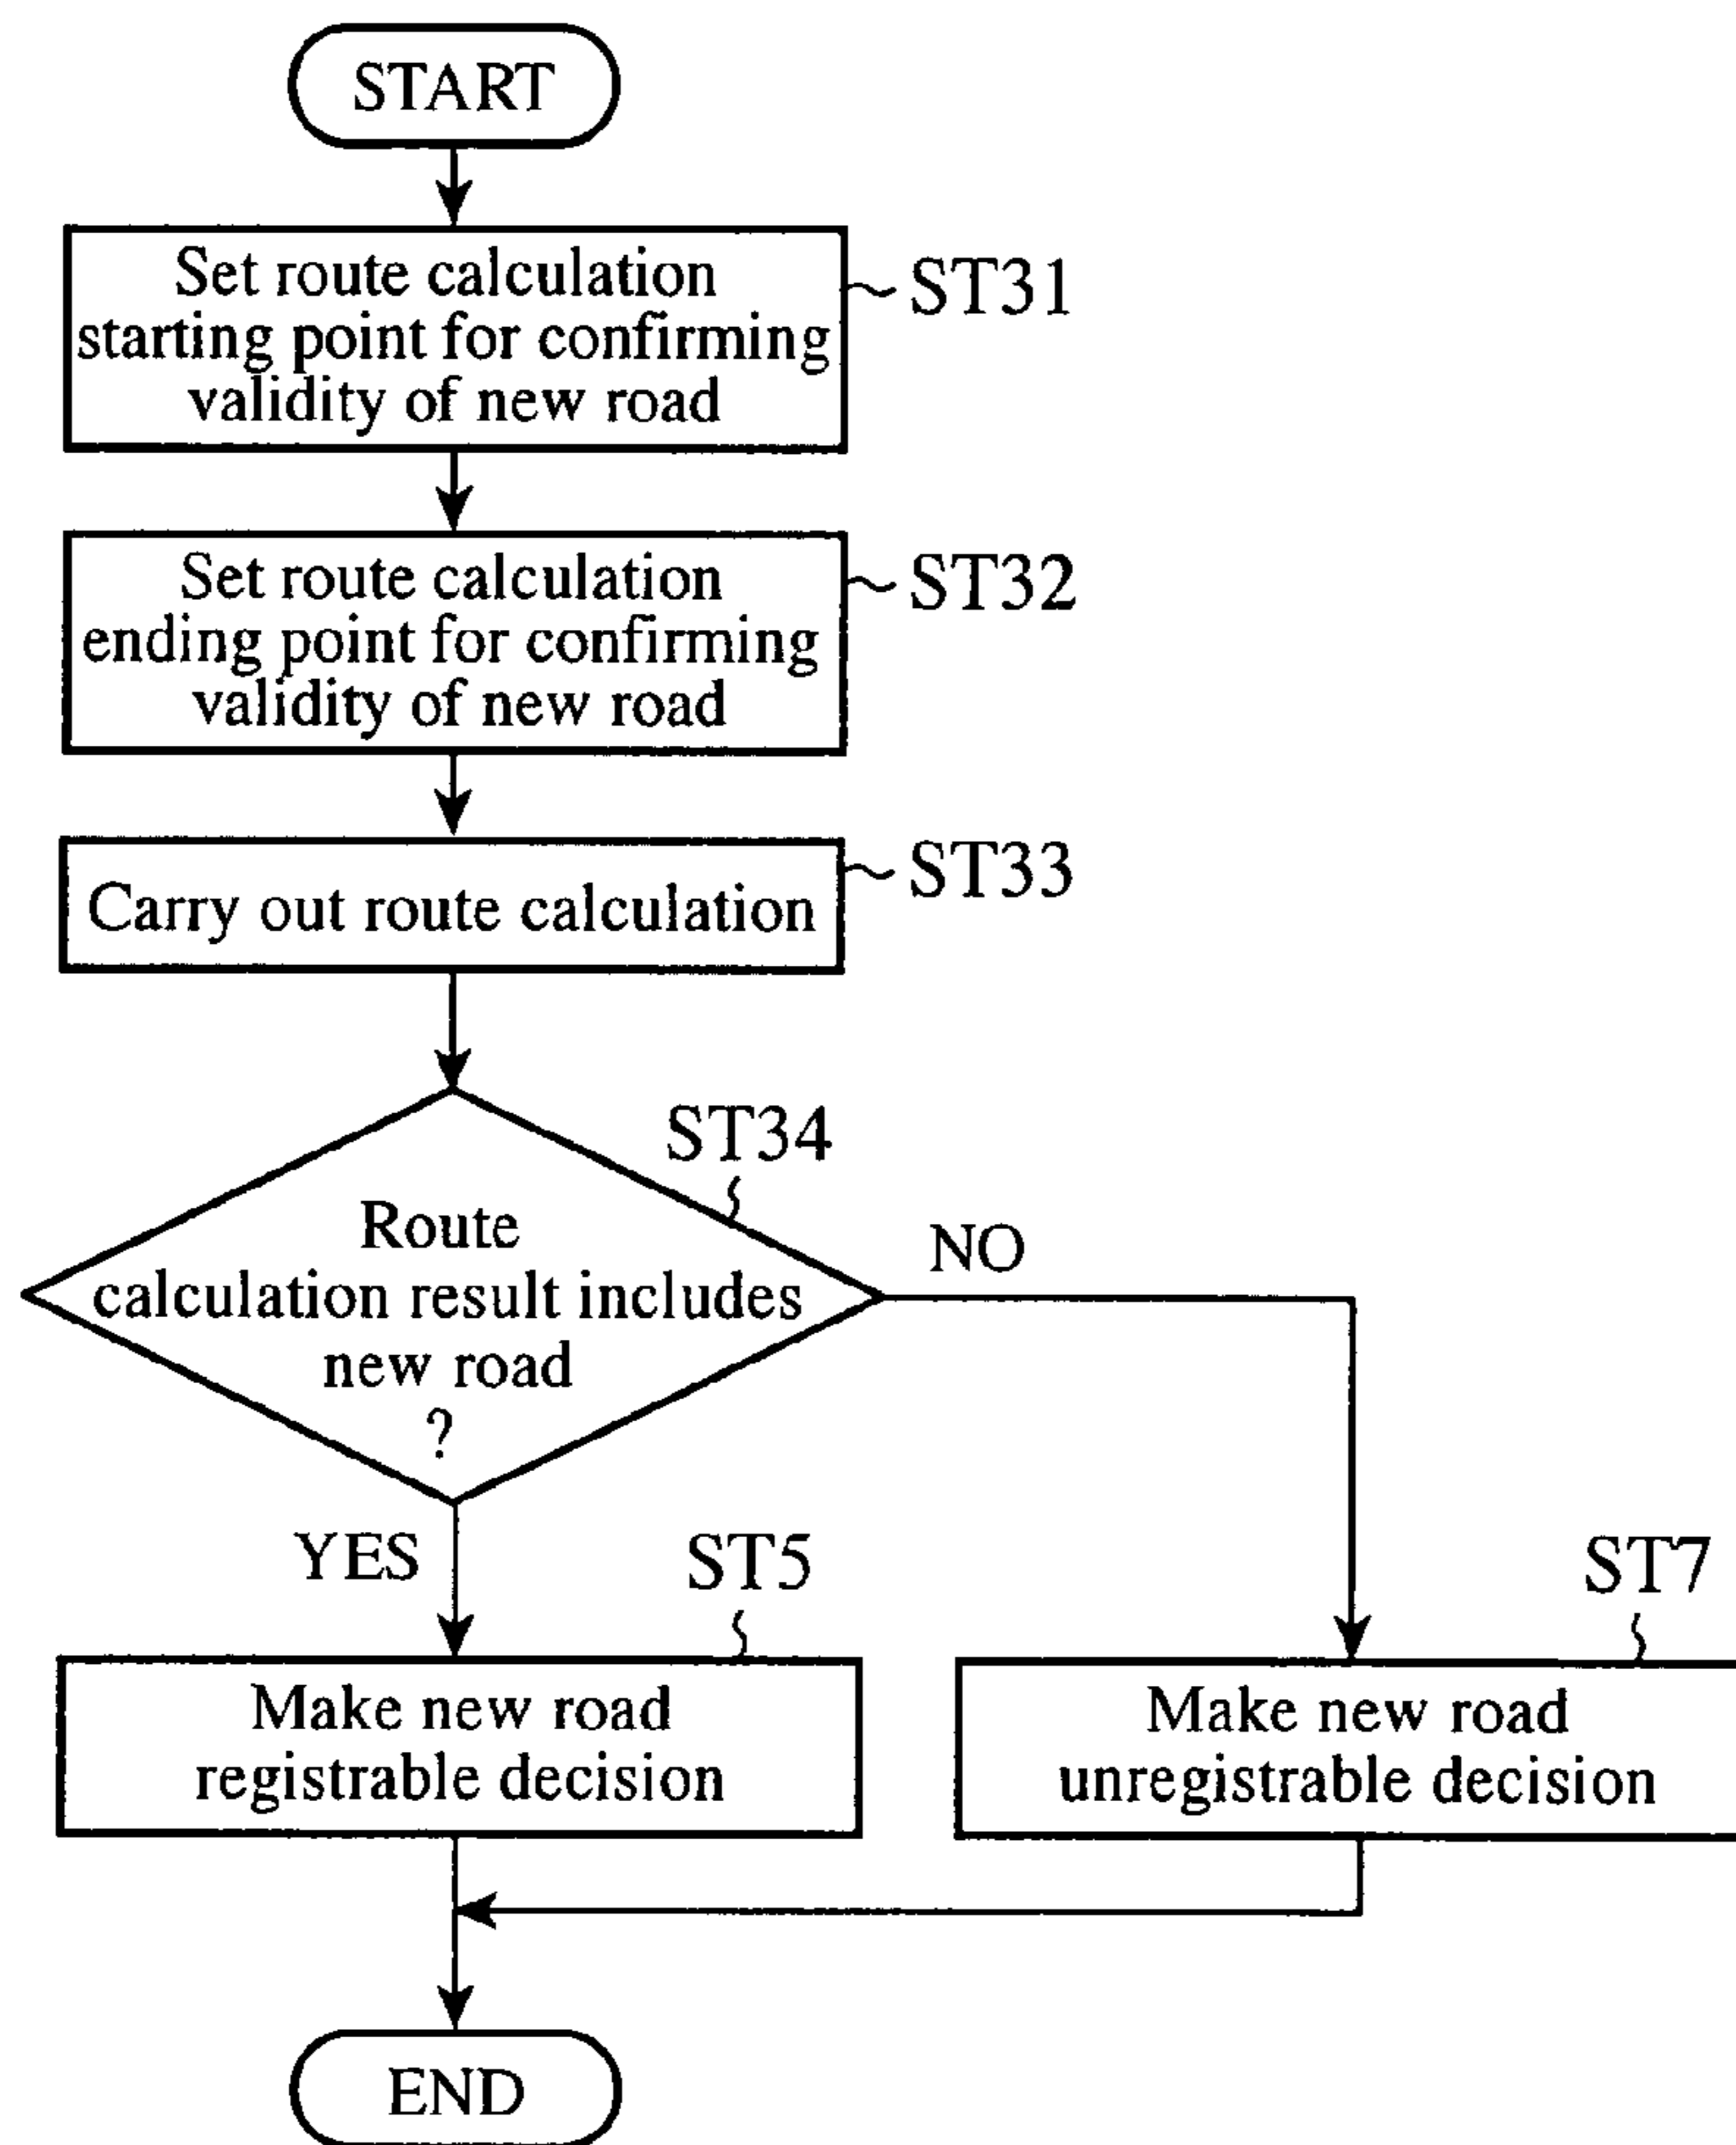 START
Set route calculation
starting point for confirming
validity of new road
ST31
Set route calculation
ending point for confirming
validity of new road
ST32
Carry out route calculation
ST33
ST34
Route
calculation result includes
new road
?
NO
YES
ST5
Make new road
registrable decision
ST7
Make new road
unregistrable decision
END